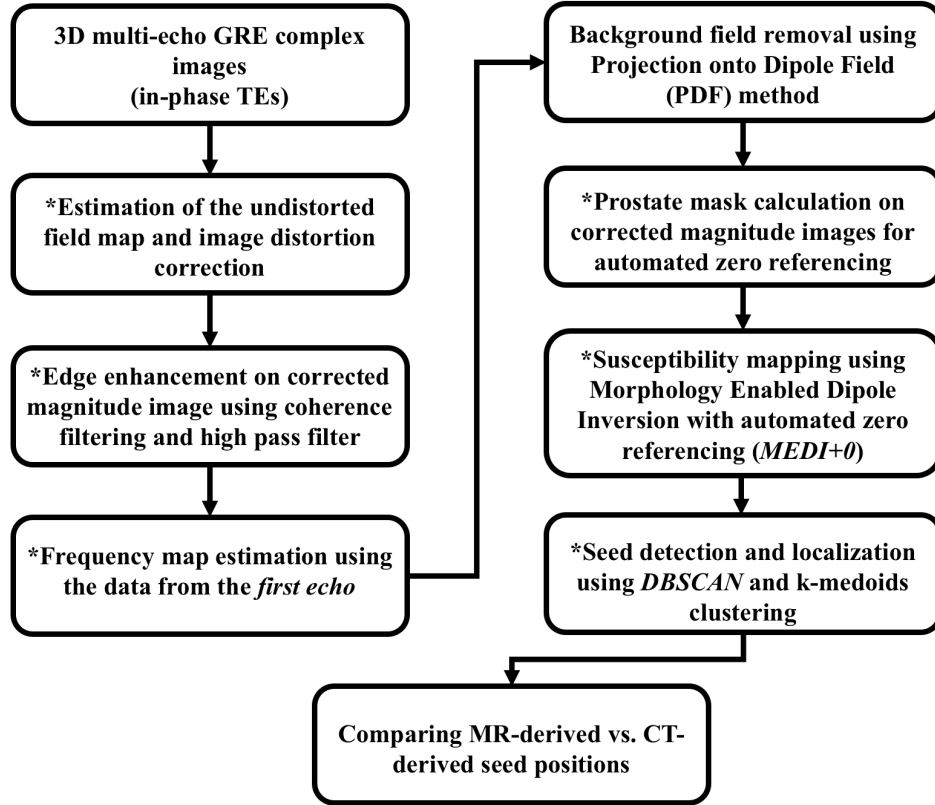 3D multi-echo GRE complex
images
(in-phase TEs)
*Estimation of the undistorted
field map and image distortion
correction
*Edge enhancement on corrected
magnitude image using coherence
filtering and high pass filter
*Frequency map estimation using
the data from the first echo
Background field removal using
Projection onto Dipole Field
(PDF) method
*Prostate mask calculation on
corrected magnitude images for
automated zero referencing
*Susceptibility mapping using
Morphology Enabled Dipole
Inversion with automated zero
referencing (MEDI+0)
*Seed detection and localization
using DBSCAN and k-medoids
clustering
Comparing MR-derived vs. CT-
derived seed positions